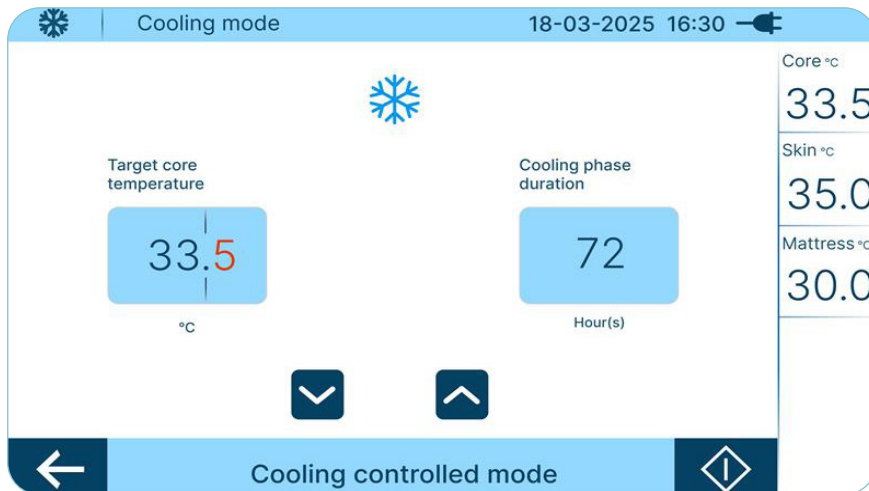 Cooling mode
18-03-2025 16:30
Core °C
33.5
Skin °C
35.0
Mattress °C
30.0
Target core
temperature
33.5
°C
Cooling phase
duration
72
Hour(s)
Cooling controlled mode